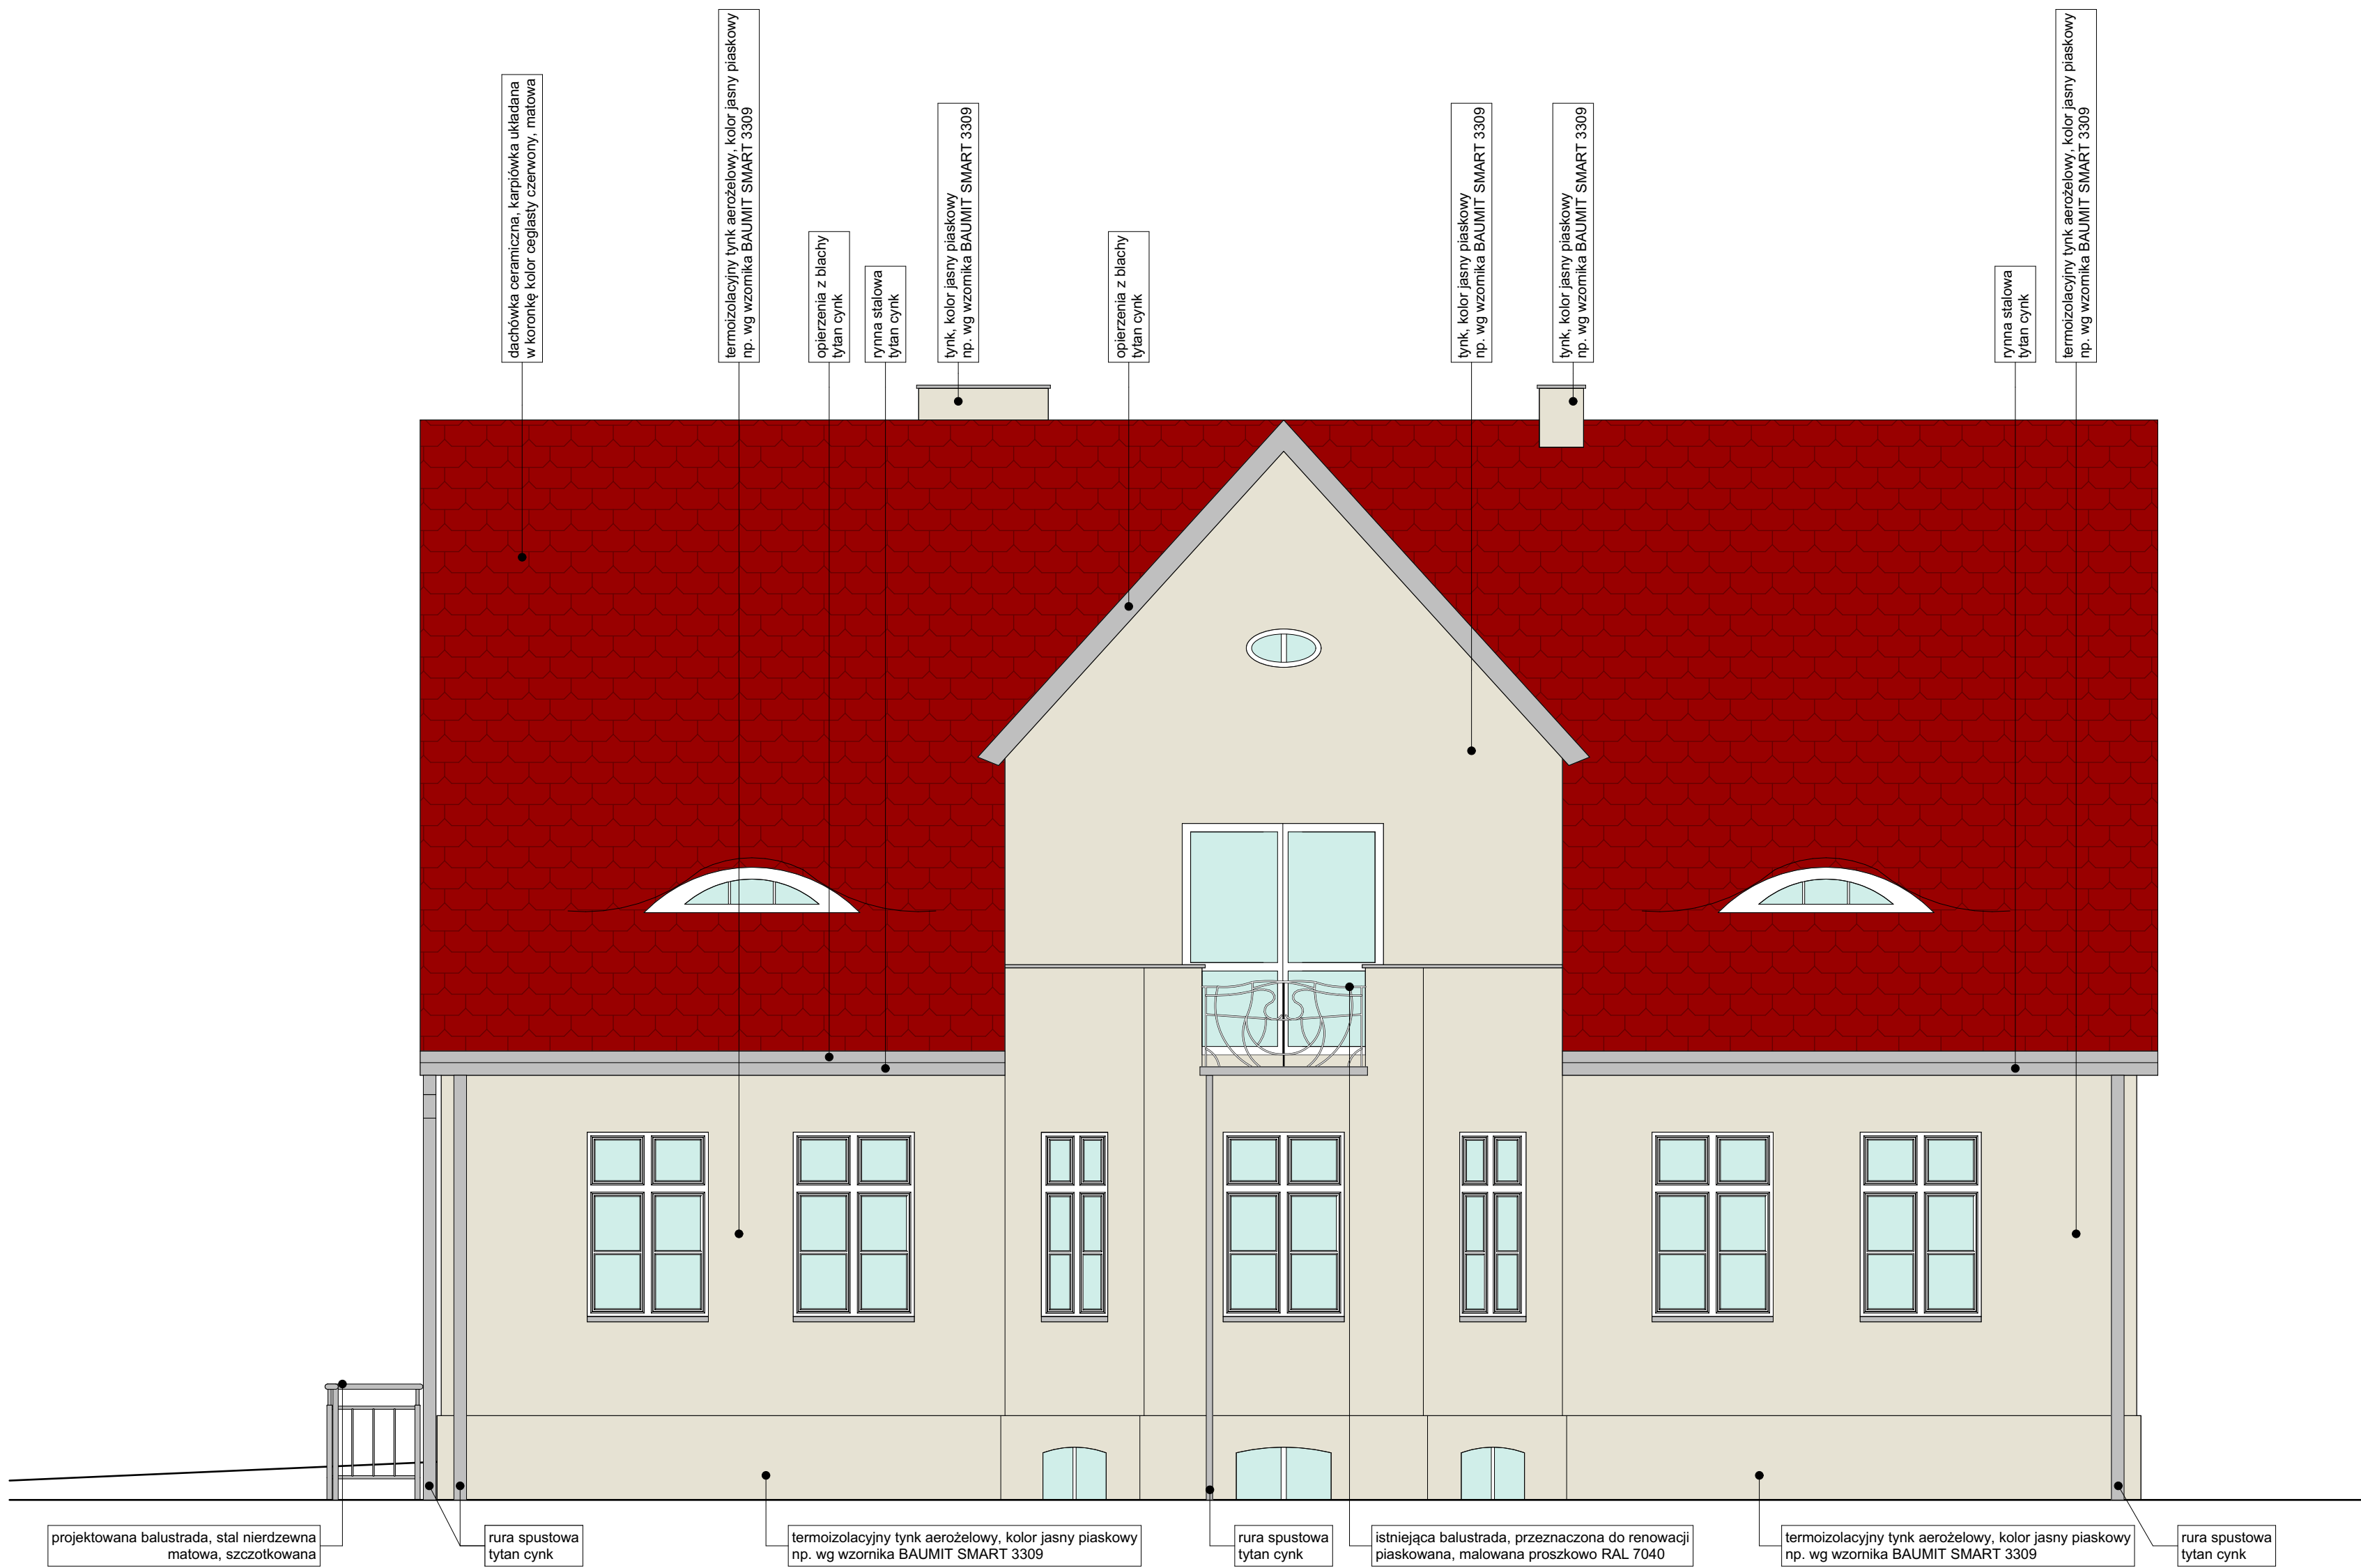 dachówka ceramiczna, karpiówka układana
w koronkę kolor ceglasty czerwony, matowa
termoizolacyjny tynk aerożelowy, kolor jasny piaskowy
np. wg wzornika BAUMIT SMART 3309
opierzenia z blachy
tytan cynk
rynna stalowa
tytan cynk
tynk, kolor jasny piaskowy
np. wg wzornika BAUMIT SMART 3309
opierzenia z blachy
tytan cynk
tynk, kolor jasny piaskowy
np. wg wzornika BAUMIT SMART 3309
tynk, kolor jasny piaskowy
np. wg wzornika BAUMIT SMART 3309
rynna stalowa
tytan cynk
termoizolacyjny tynk aerożelowy, kolor jasny piaskowy
np. wg wzornika BAUMIT SMART 3309
projektowana balustrada, stal nierdzewna
matowa, szczotkowana
rura spustowa
tytan cynk
termoizolacyjny tynk aerożelowy, kolor jasny piaskowy
np. wg wzornika BAUMIT SMART 3309
rura spustowa
tytan cynk
istniejąca balustrada, przeznaczona do renowacji
piaskowana, malowana proszkowo RAL 7040
termoizolacyjny tynk aerożelowy, kolor jasny piaskowy
np. wg wzornika BAUMIT SMART 3309
rura spustowa
tytan cynk